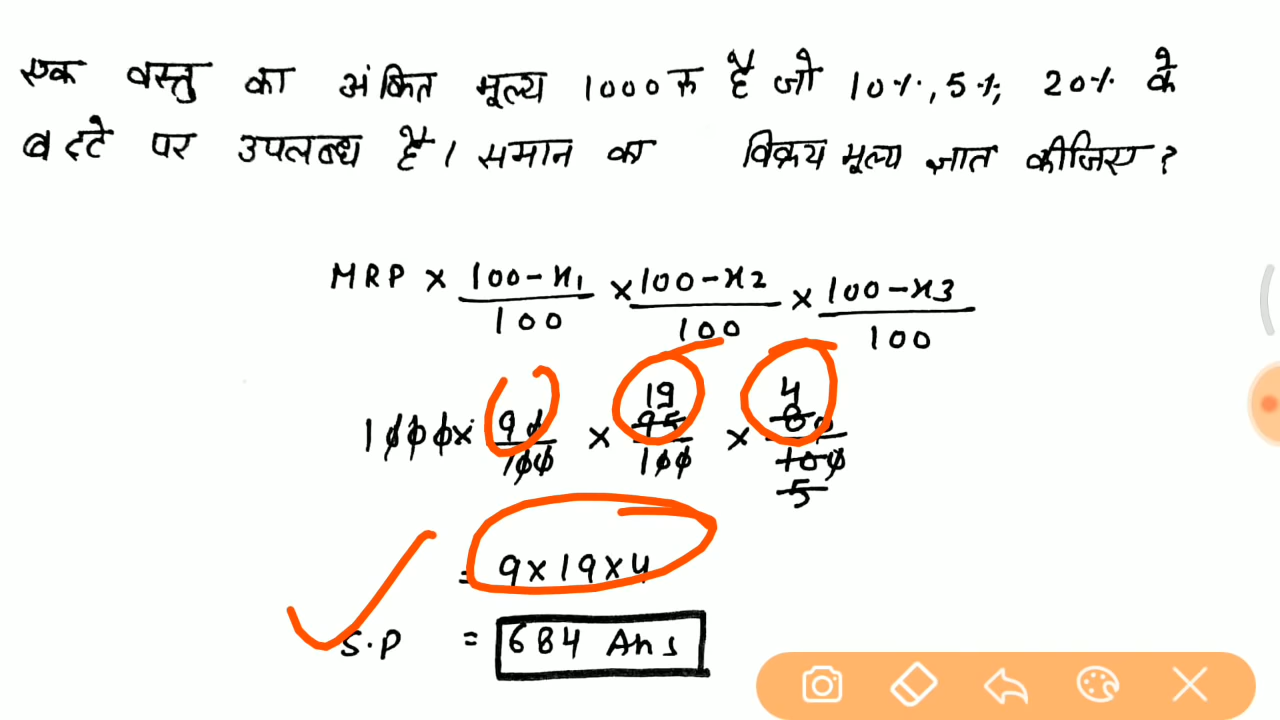 एक वस्तु का अंकित मूल्य 1000 रु है जो 10%, 5%, 20% के
बट्टे पर उपलब्ध है। समान का विक्रय मूल्य ज्ञात कीजिए?
MRP × 100-x1/100 × 100-x2/100 × 100-x3/100
1000 × 90/100 × 95/100 × 80/100
19 4
5
= 9×19×4
S.P = 684 Ans